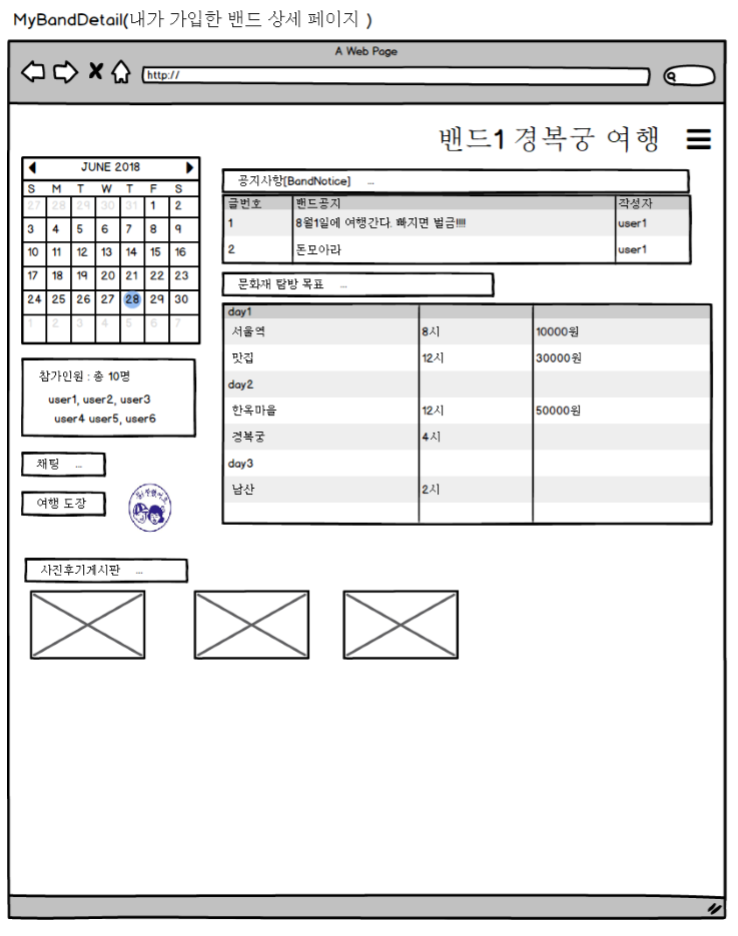 MyBandDetail(내가 가입한 밴드 상세 페이지 )
A Web Page
http://
밴드1 경복궁 여행
JUNE 2018
S M T W T F S
27 28 29 30 31 1 2
3 4 5 6 7 8 9
10 11 12 13 14 15 16
17 18 19 20 21 22 23
24 25 26 27 28 29 30
1 2 3 4 5 6 7
참가인원 : 총 10명
user1, user2, user3
user4 user5, user6
채팅 ...
여행 도장
공지사항[BandNotice] ...
글번호 밴드공지 작성자
1 8월1일에 여행간다. 빠지면 벌금!!!! user1
2 돈모아라 user1
문화재 탐방 목표 ...
day1
서울역 8시 10000원
맛집 12시 30000원
day2
한옥마을 12시 50000원
경복궁 4시
day3
남산 2시
사진후기게시판 ...